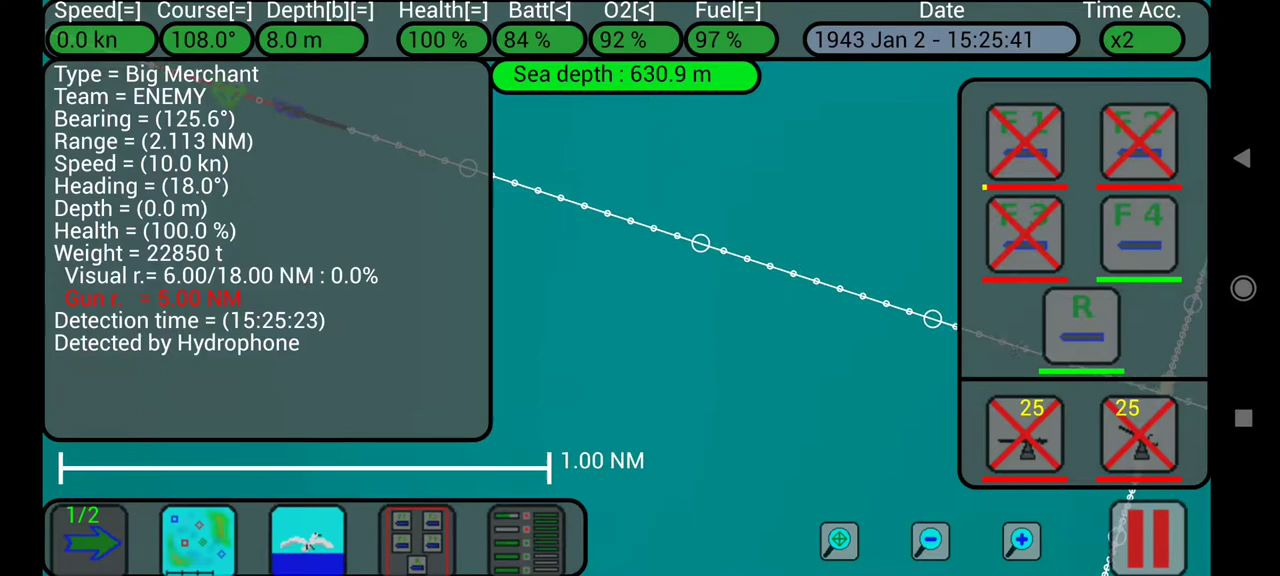 Speed[=] Course[=] Depth[b][=] Health[=] Batt[<] O2[<] Fuel[=] Date Time Acc.
0.0 kn 108.0° 8.0 m 100 % 84 % 92 % 97 % 1943 Jan 2 - 15:25:41 x2
Sea depth : 630.9 m
Type = Big Merchant
Team = ENEMY
Bearing = (125.6°)
Range = (2.113 NM)
Speed = (10.0 kn)
Heading = (18.0°)
Depth = (0.0 m)
Health = (100.0 %)
Weight = 22850 t
Visual r.= 6.00/18.00 NM : 0.0%
Gun r. = 5.00 NM
Detection time = (15:25:23)
Detected by Hydrophone
F 1 F 2
F 3 F 4
R
25 25
1.00 NM
1/2